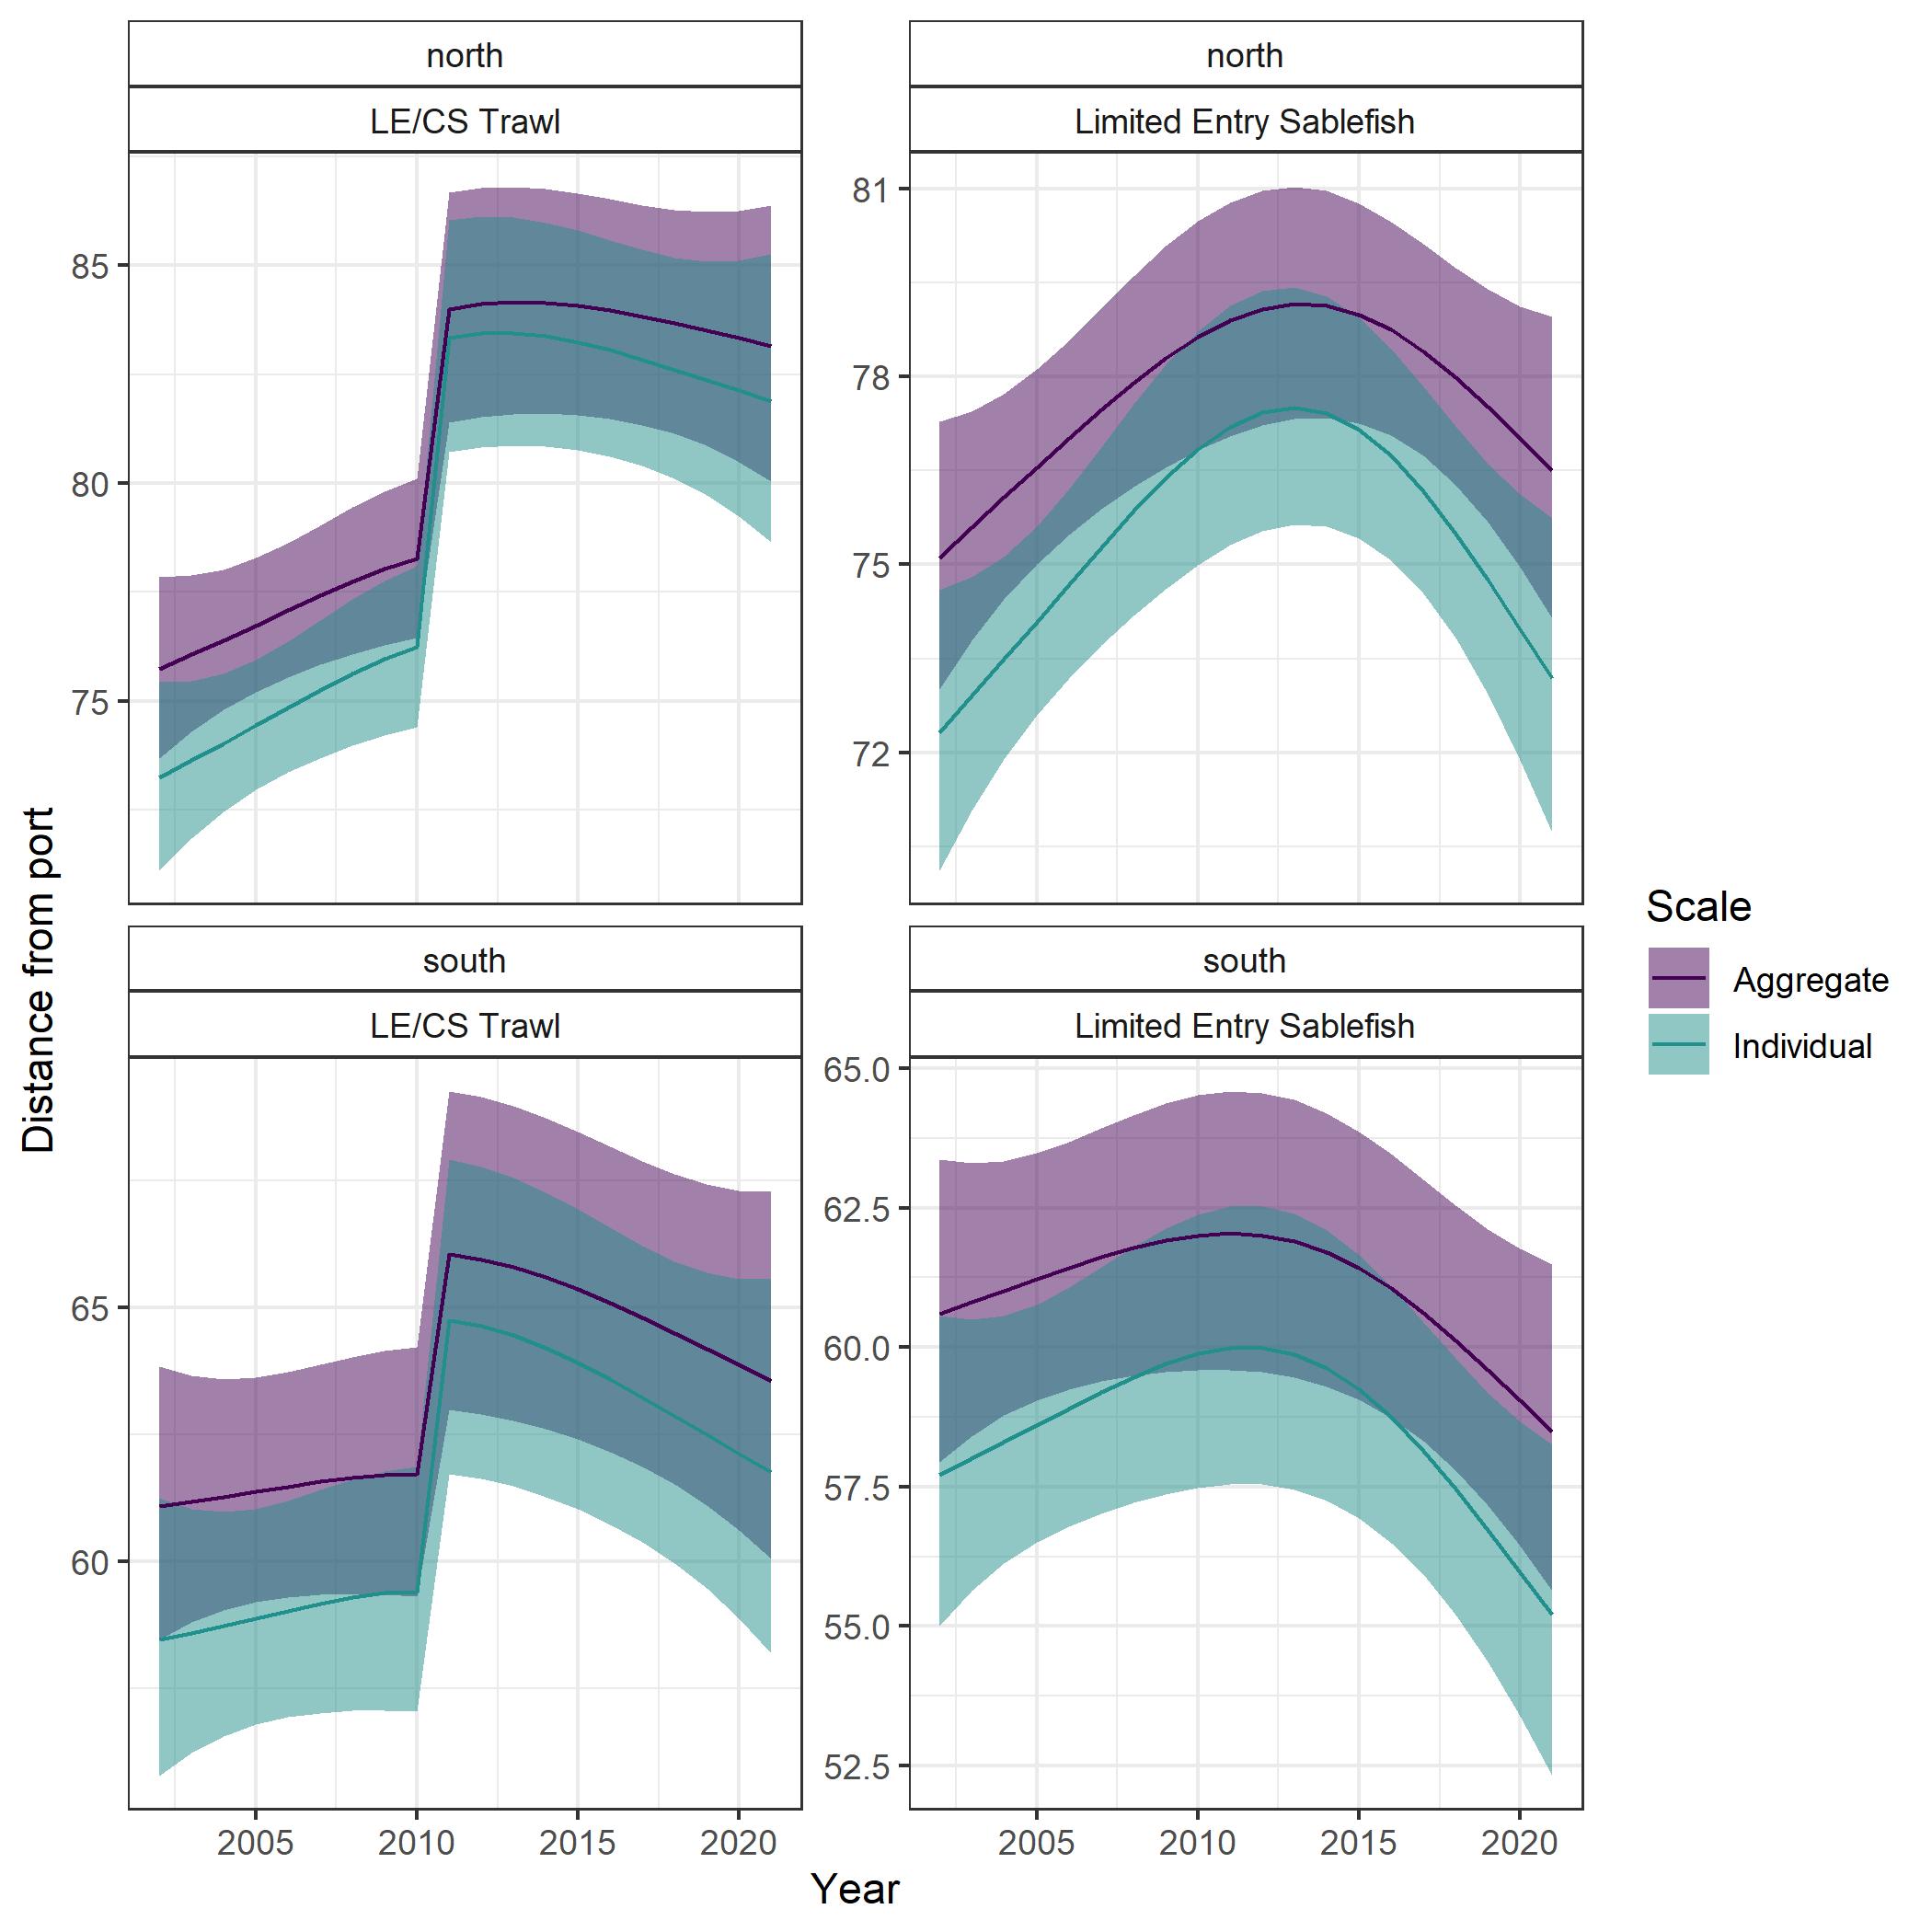 north
LE/CS Trawl
north
Limited Entry Sablefish
85
80
75
81
78
75
72
south
LE/CS Trawl
south
Limited Entry Sablefish
65
60
65.0
62.5
60.0
57.5
55.0
52.5
2005 2010 2015 2020
2005 2010 2015 2020
Year
Distance from port
Scale
Aggregate
Individual